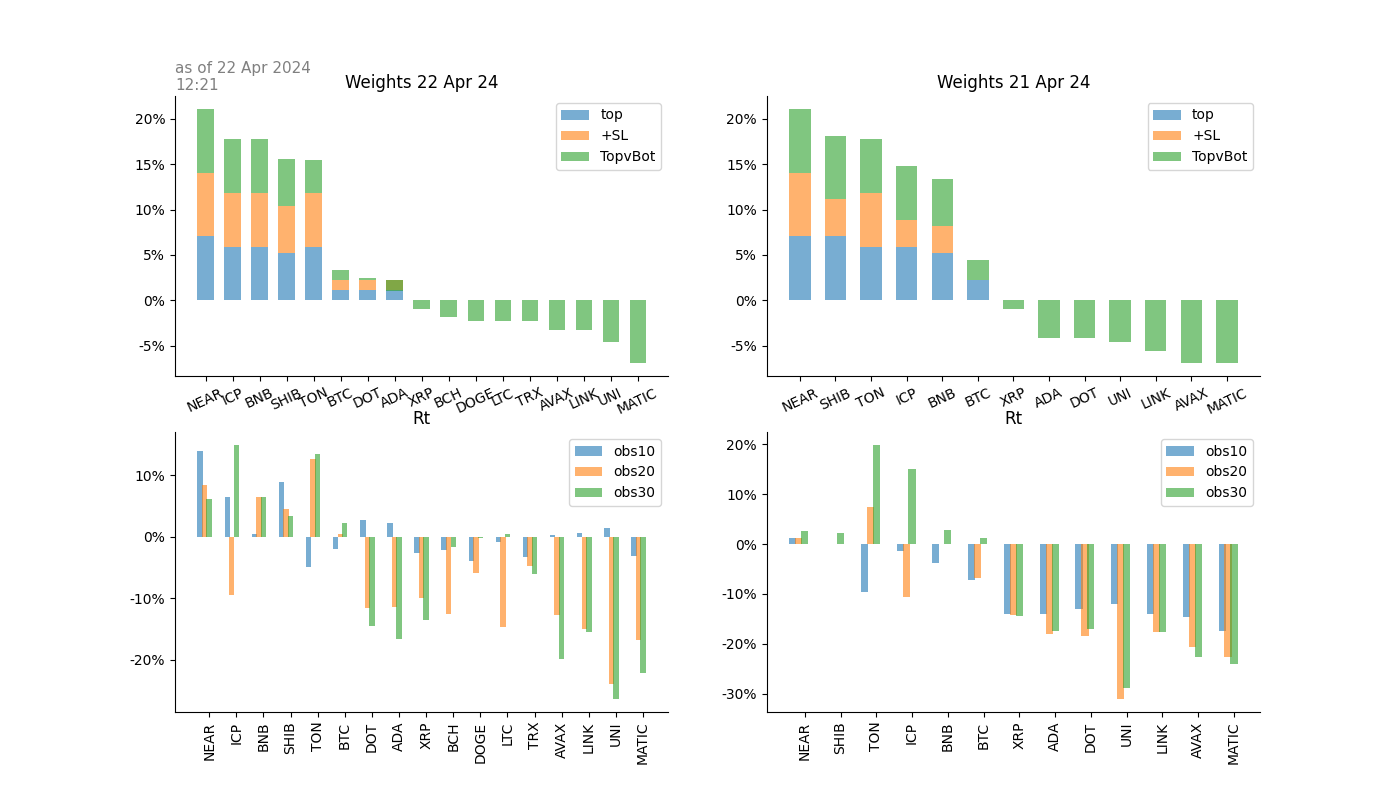 as of 22 Apr 2024
12:21
Weights 22 Apr 24
20%
15%
10%
5%
0%
-5%
top
+SL
TopvBot
NEAR ICP BNB SHIB TON BTC DOT ADA XRP BCH DOGE LTC TRX AVAX LINK UNI MATIC
Weights 21 Apr 24
20%
15%
10%
5%
0%
-5%
top
+SL
TopvBot
NEAR SHIB TON ICP BNB BTC XRP ADA DOT UNI LINK AVAX MATIC
Rt
10%
0%
-10%
-20%
obs10
obs20
obs30
NEAR ICP BNB SHIB TON BTC DOT ADA XRP BCH DOGE LTC TRX AVAX LINK UNI MATIC
Rt
20%
10%
0%
-10%
-20%
-30%
obs10
obs20
obs30
NEAR SHIB TON ICP BNB BTC XRP ADA DOT UNI LINK AVAX MATIC